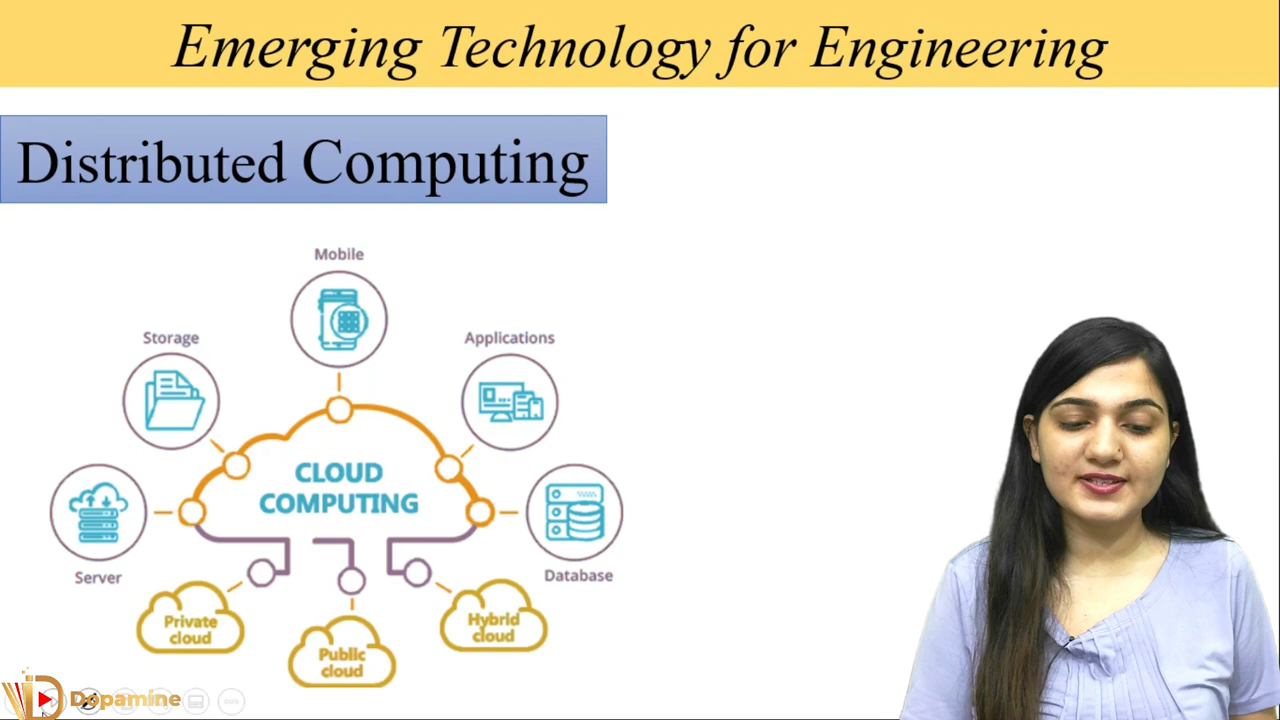 Emerging Technology for Engineering
Distributed Computing
Mobile
Storage
Applications
CLOUD
COMPUTING
Server
Database
Private
cloud
Public
cloud
Hybrid
cloud
Dopamine